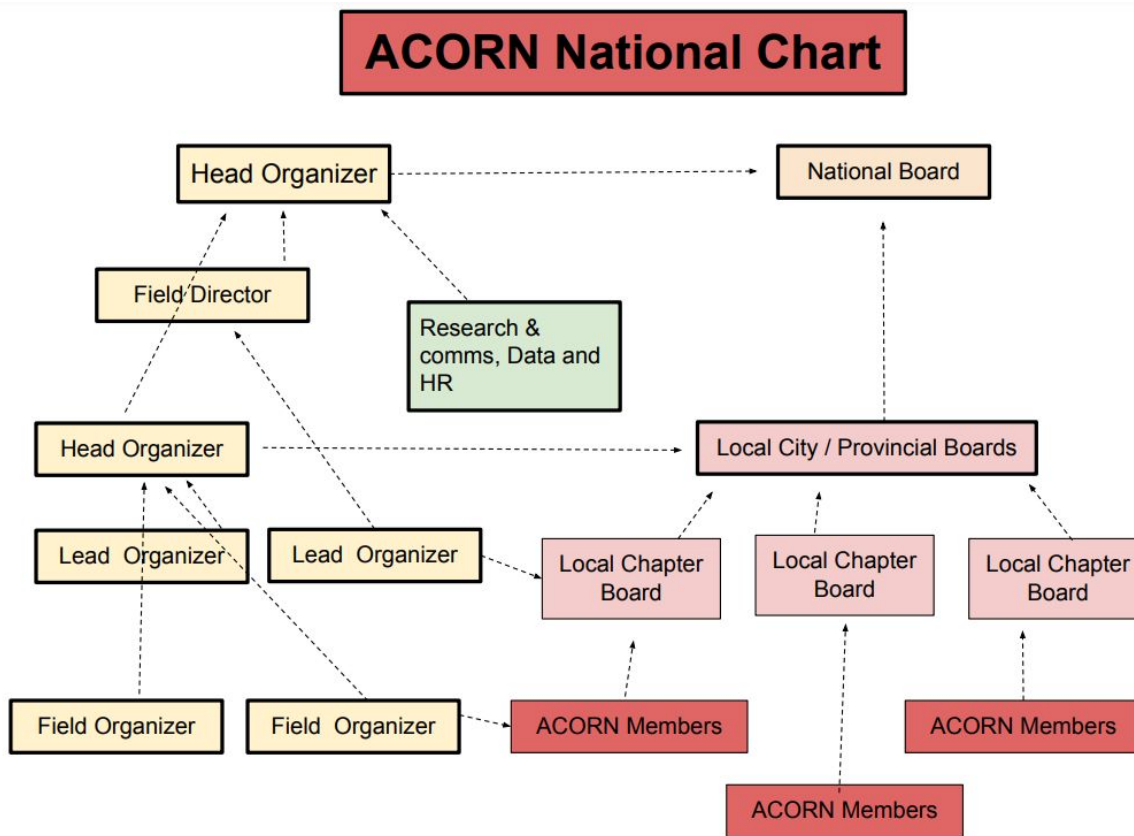 ACORN National Chart
Head Organizer
National Board
Field Director
Research &
comms, Data and
HR
Head Organizer
Local City / Provincial Boards
Lead  Organizer
Lead  Organizer
Local Chapter
Board
Local Chapter
Board
Local Chapter
Board
Field Organizer
Field  Organizer
ACORN Members
ACORN Members
ACORN Members